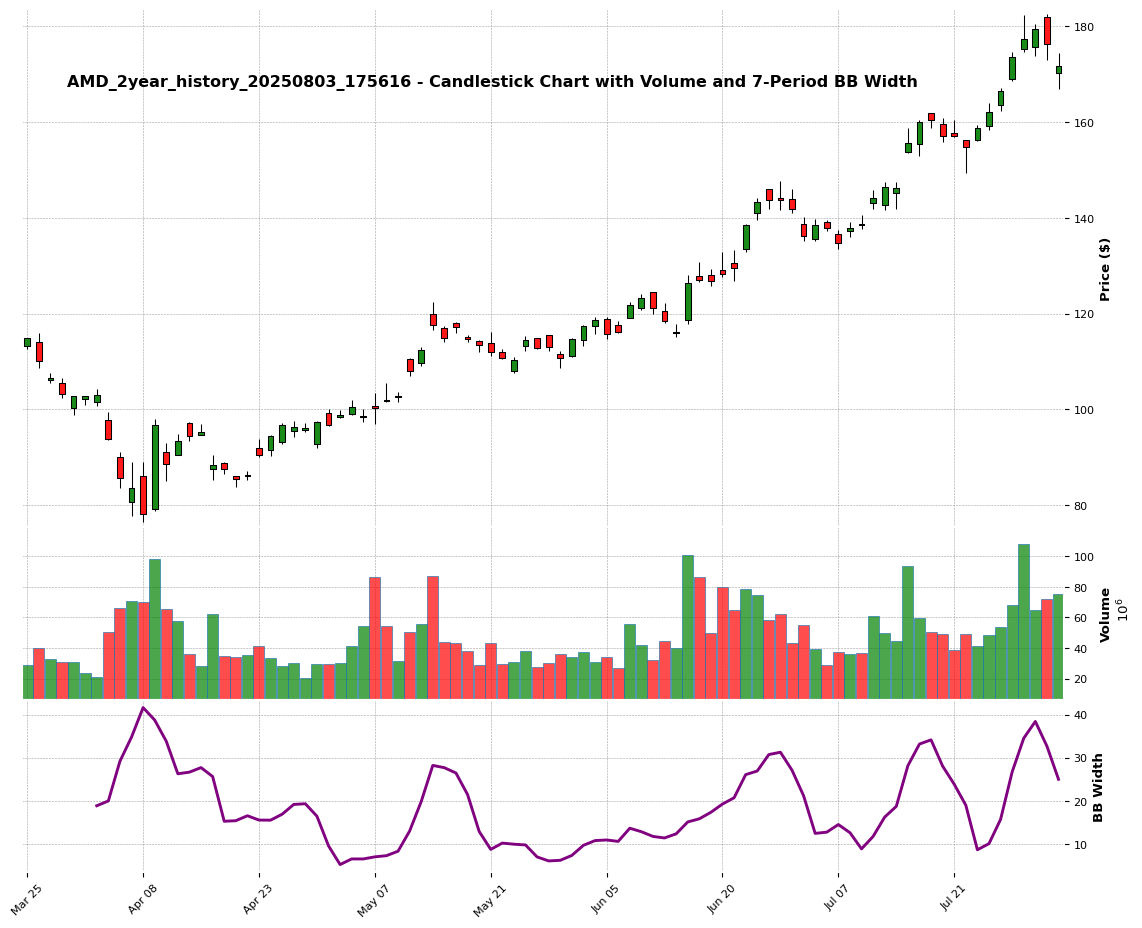 AMD_2year_history_20250803_175616 - Candlestick Chart with Volume and 7-Period BB Width
180
160
140
120
100
80
Price ($)
100
80
60
40
20
Volume
10^6
40
30
20
10
BB Width
Mar 25
Apr 08
Apr 23
May 07
May 21
Jun 05
Jun 20
Jul 07
Jul 21